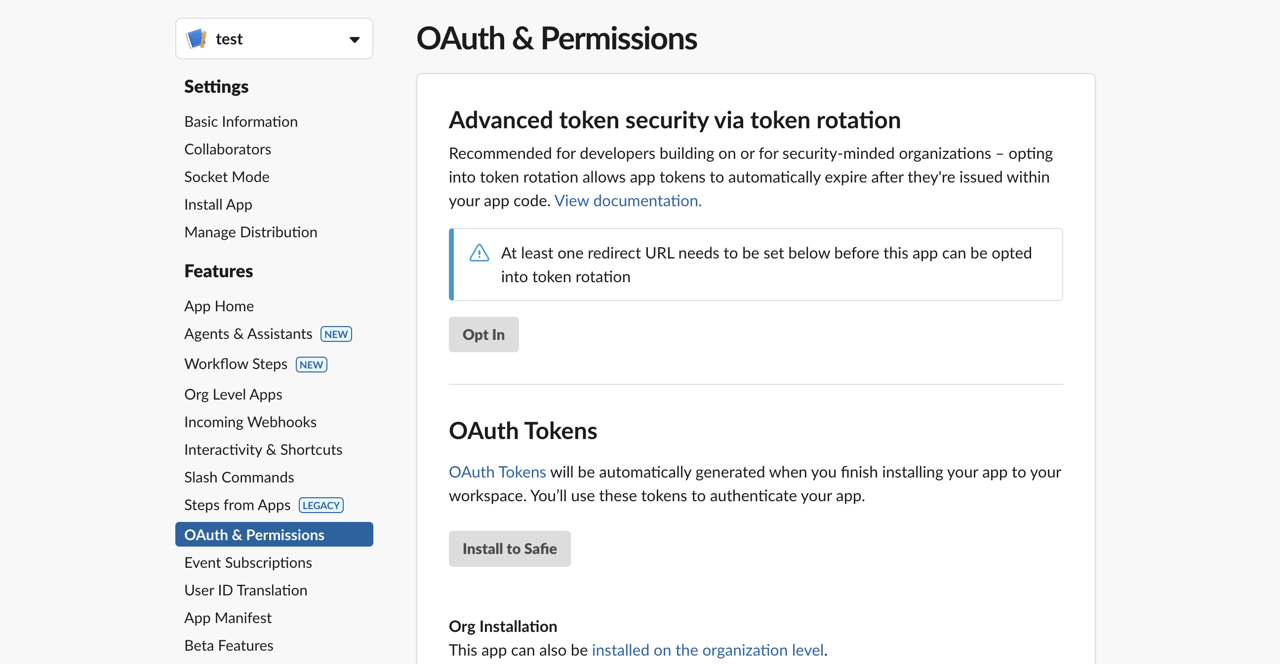 test
Settings
Basic Information
Collaborators
Socket Mode
Install App
Manage Distribution
Features
App Home
Agents & Assistants NEW
Workflow Steps NEW
Org Level Apps
Incoming Webhooks
Interactivity & Shortcuts
Slash Commands
Steps from Apps LEGACY
OAuth & Permissions
Event Subscriptions
User ID Translation
App Manifest
Beta Features
OAuth & Permissions
Advanced token security via token rotation
Recommended for developers building on or for security-minded organizations – opting
into token rotation allows app tokens to automatically expire after they're issued within
your app code. View documentation.
At least one redirect URL needs to be set below before this app can be opted
into token rotation
Opt In
OAuth Tokens
OAuth Tokens will be automatically generated when you finish installing your app to your
workspace. You’ll use these tokens to authenticate your app.
Install to Safie
Org Installation
This app can also be installed on the organization level.